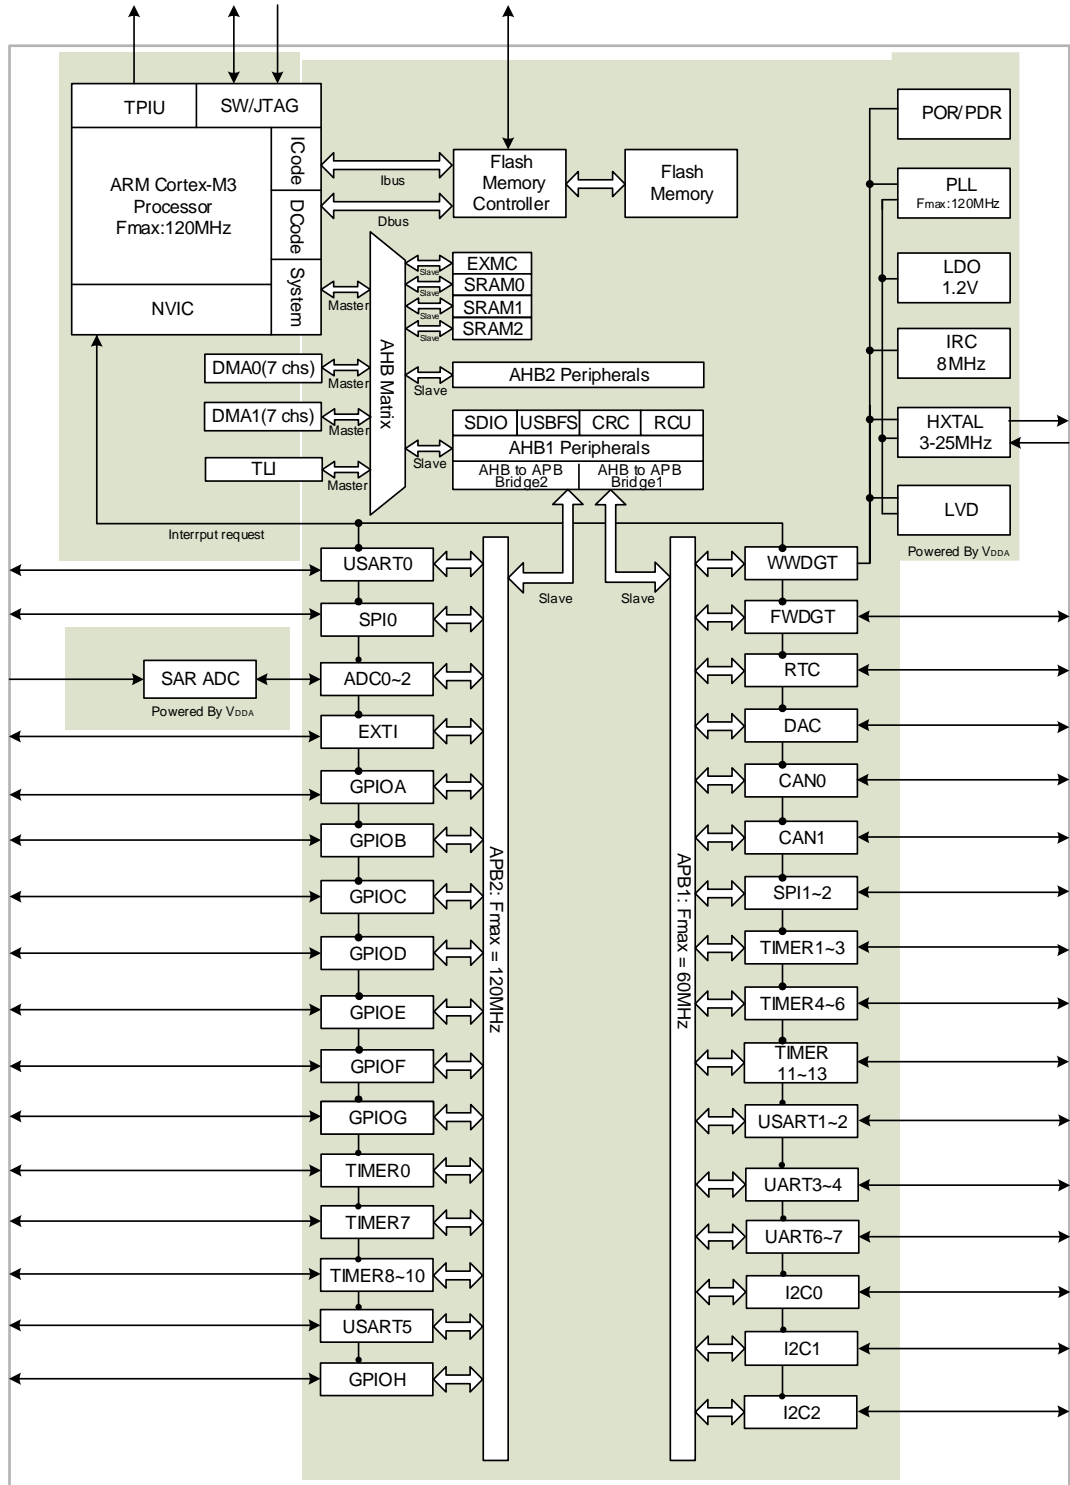 TPIU
SW/JTAG
ARM Cortex-M3
Processor
Fmax:120MHz
ICode
DCode
System
NVIC
Ibus
Dbus
Flash
Memory
Controller
Flash
Memory
POR/PDR
PLL
Fmax:120MHz
LDO
1.2V
IRC
8MHz
HXTAL
3-25MHz
LVD
Powered By VDDA
AHB Matrix
Slave
EXMC
Slave
SRAM0
Slave
SRAM1
Slave
SRAM2
Master
DMA0(7 chs)
Master
DMA1(7 chs)
Master
TLI
Master
Slave
AHB2 Peripherals
SDIO
USBFS
CRC
RCU
Slave
AHB1 Peripherals
AHB to APB
Bridge2
AHB to APB
Bridge1
Interrput request
Slave
Slave
USART0
SPI0
SAR ADC
Powered By VDDA
ADC0~2
EXTI
GPIOA
GPIOB
GPIOC
GPIOD
GPIOE
GPIOF
GPIOG
TIMER0
TIMER7
TIMER8~10
USART5
GPIOH
APB2: Fmax = 120MHz
APB1: Fmax = 60MHz
WWDGT
FWDGT
RTC
DAC
CAN0
CAN1
SPI1~2
TIMER1~3
TIMER4~6
TIMER
11~13
USART1~2
UART3~4
UART6~7
I2C0
I2C1
I2C2